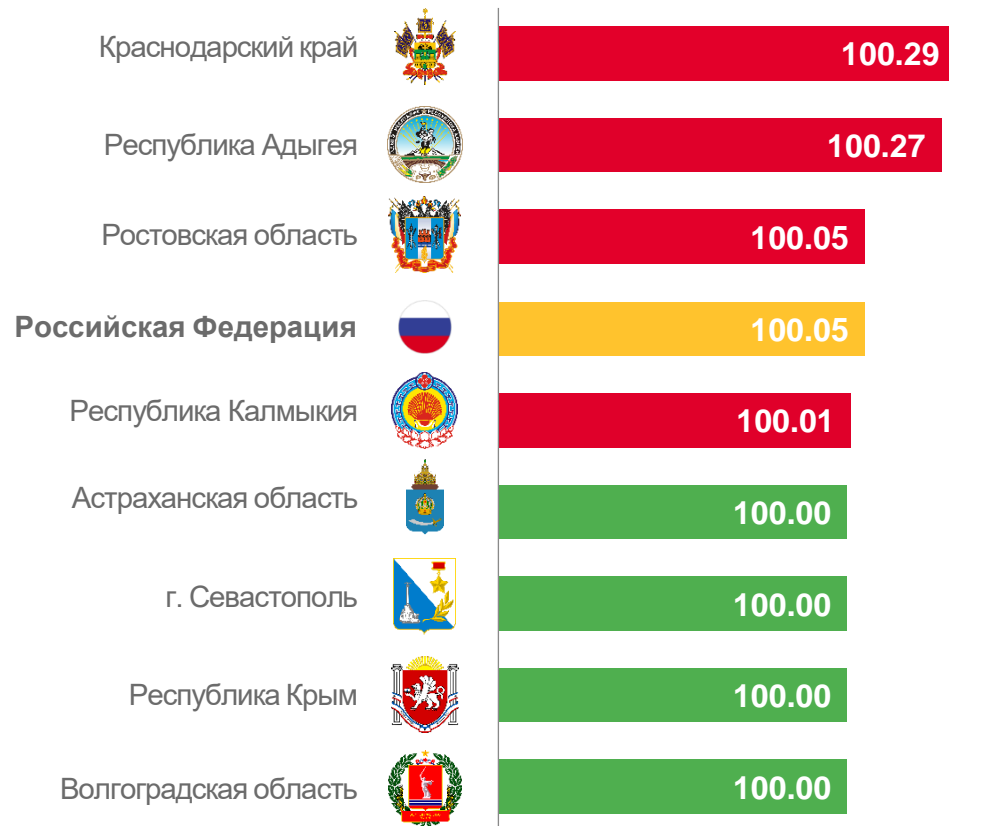 Краснодарский край 100.29
Республика Адыгея 100.27
Ростовская область 100.05
Российская Федерация 100.05
Республика Калмыкия 100.01
Астраханская область 100.00
г. Севастополь 100.00
Республика Крым 100.00
Волгоградская область 100.00